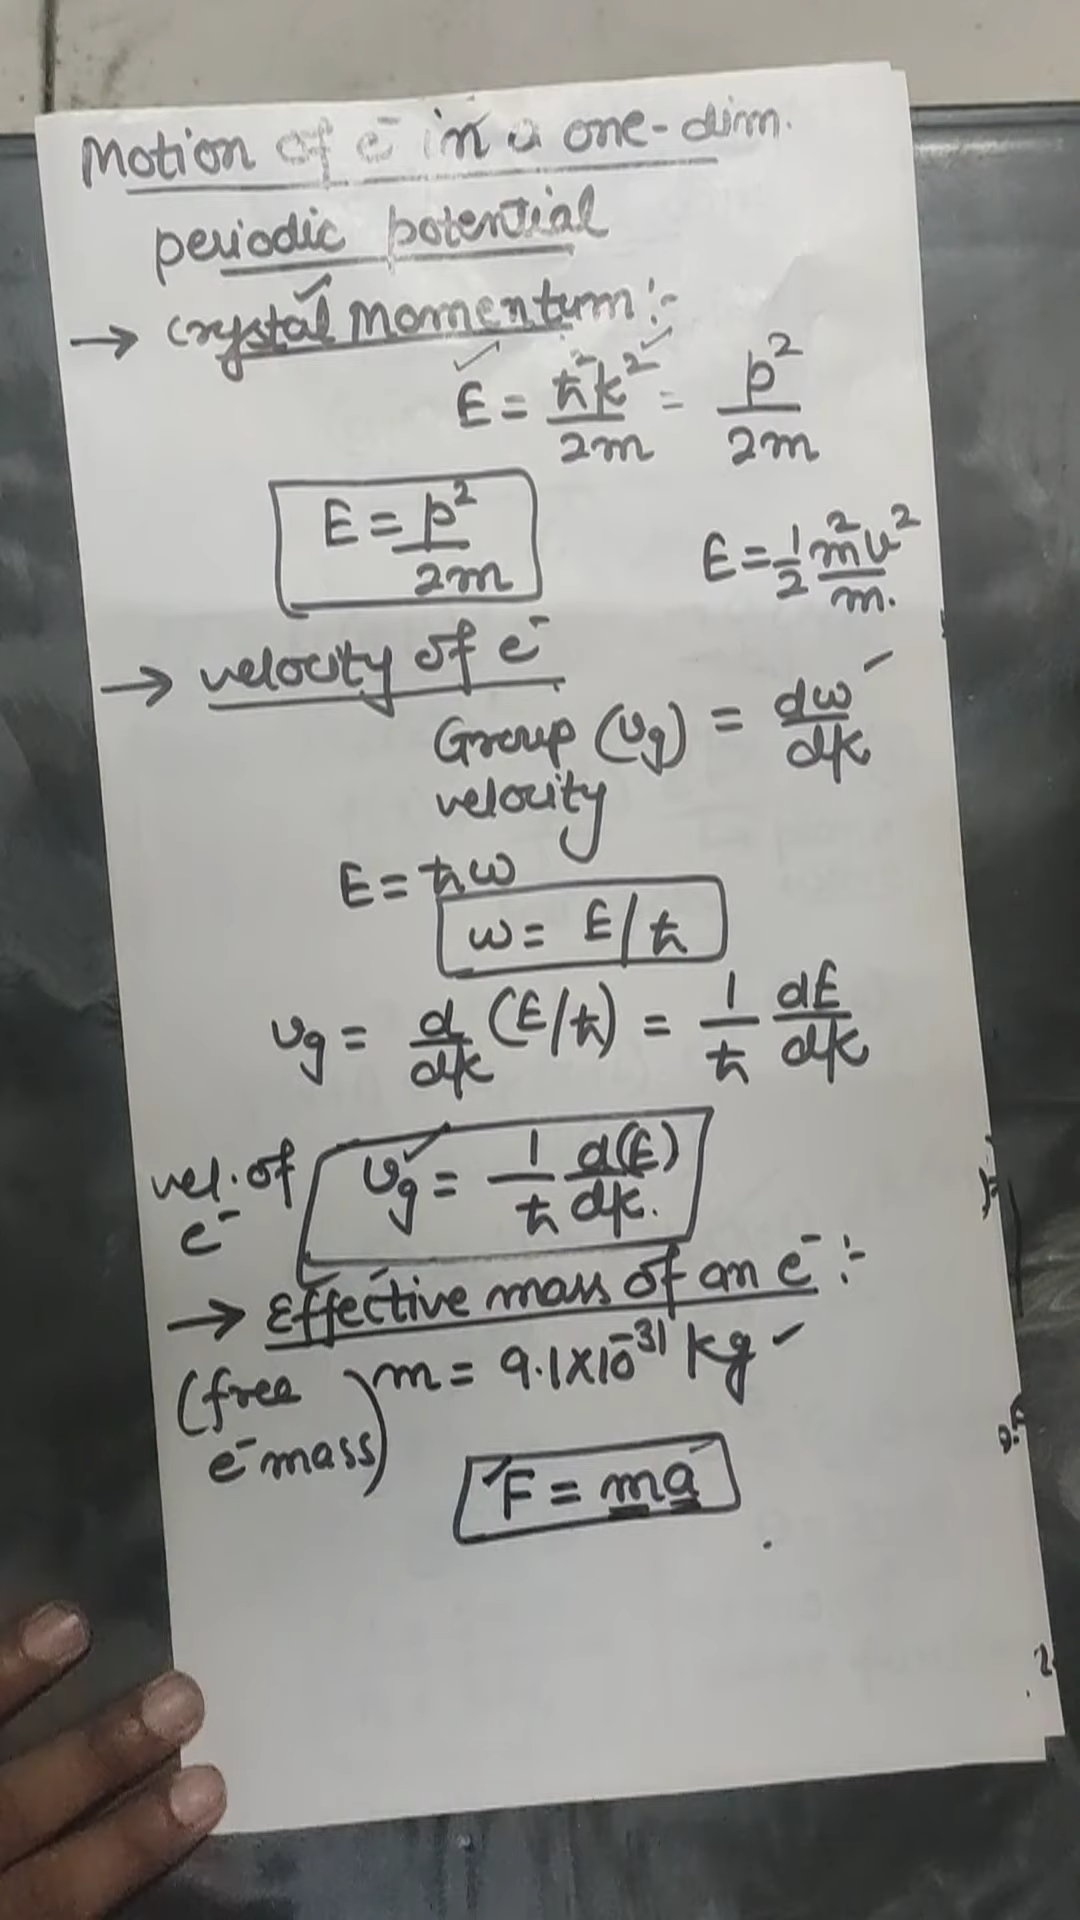 Motion of e⁻ in a one-dim.
periodic potential
→ crystal Momentum:-
E = ħ²k²/2m = p²/2m
E = p²/2m
E = 1/2 m²v²/m.
→ velocity of e⁻
Group (vg) = dω/dk
velocity
E = ħω
ω = E/ħ
vg = d/dk (E/ħ) = 1/ħ dE/dk
vel. of e⁻ vg = 1/ħ d(E)/dk.
→ Effective mass of an e⁻ :-
(free e⁻ mass) m = 9.1x10⁻³¹ kg
F = ma